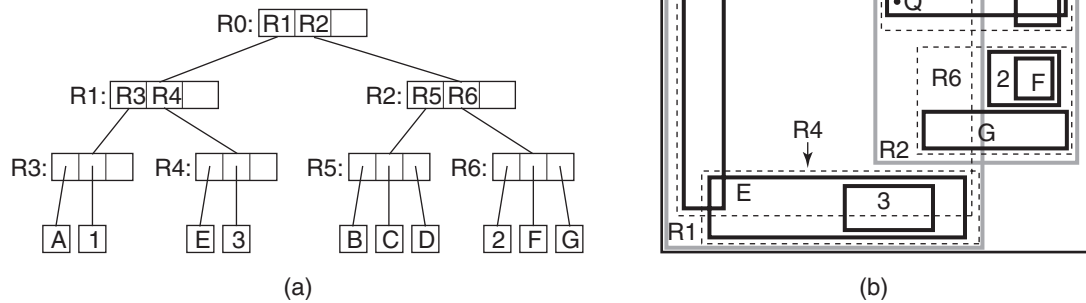 R0: R1 R2
R1: R3 R4
R2: R5 R6
R3:
R4:
R5:
R6:
A 1 E 3 B C D 2 F G
(a)
Q
R6 2 F
G
R2
R4
E 3
R1
(b)